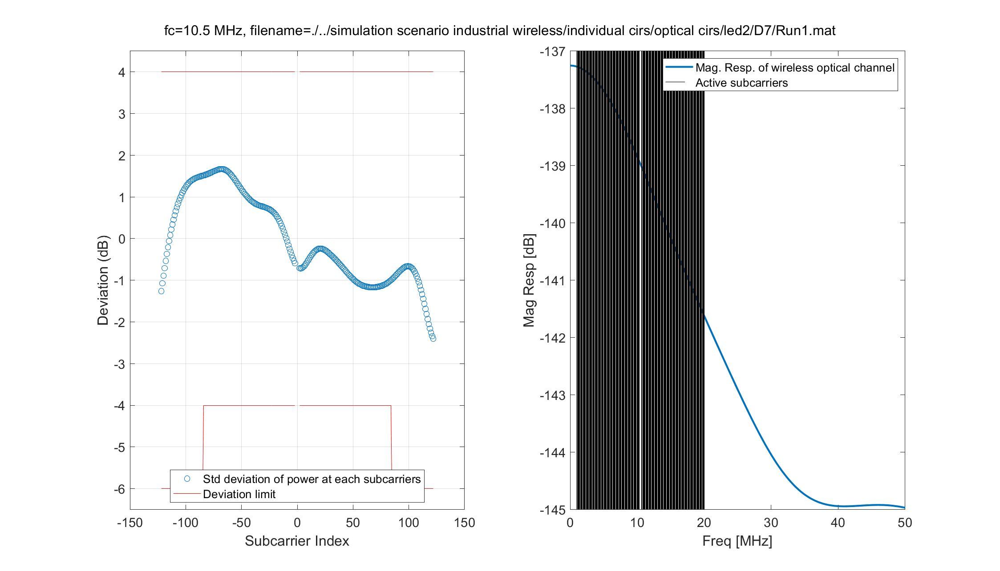 fc=10.5 MHz, filename=./../simulation scenario industrial wireless/individual cirs/optical cirs/led2/D7/Run1.mat
4
3
2
1
0
-1
-2
-3
-4
-5
-6
Deviation (dB)
Std deviation of power at each subcarriers
Deviation limit
-150 -100 -50 0 50 100 150
Subcarrier Index
-137
-138
-139
-140
-141
-142
-143
-144
-145
Mag Resp [dB]
Mag. Resp. of wireless optical channel
Active subcarriers
0 10 20 30 40 50
Freq [MHz]